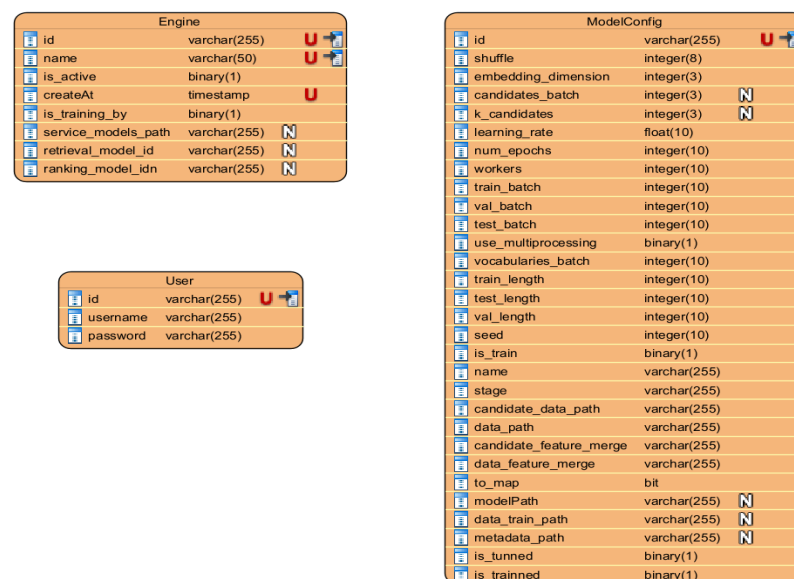 Engine
id varchar(255) U
name varchar(50) U
is_active binary(1)
createAt timestamp U
is_training_by binary(1)
service_models_path varchar(255) N
retrieval_model_id varchar(255) N
ranking_model_idn varchar(255) N
User
id varchar(255) U
username varchar(255)
password varchar(255)
ModelConfig
id varchar(255) U
shuffle integer(8)
embedding_dimension integer(3)
candidates_batch integer(3) N
k_candidates integer(3) N
learning_rate float(10)
num_epochs integer(10)
workers integer(10)
train_batch integer(10)
val_batch integer(10)
test_batch integer(10)
use_multiprocessing binary(1)
vocabularies_batch integer(10)
train_length integer(10)
test_length integer(10)
val_length integer(10)
seed integer(10)
is_train binary(1)
name varchar(255)
stage varchar(255)
candidate_data_path varchar(255)
data_path varchar(255)
candidate_feature_merge varchar(255)
data_feature_merge varchar(255)
to_map bit
modelPath varchar(255) N
data_train_path varchar(255) N
metadata_path varchar(255) N
is_tunned binary(1)
is_trainned binary(1)